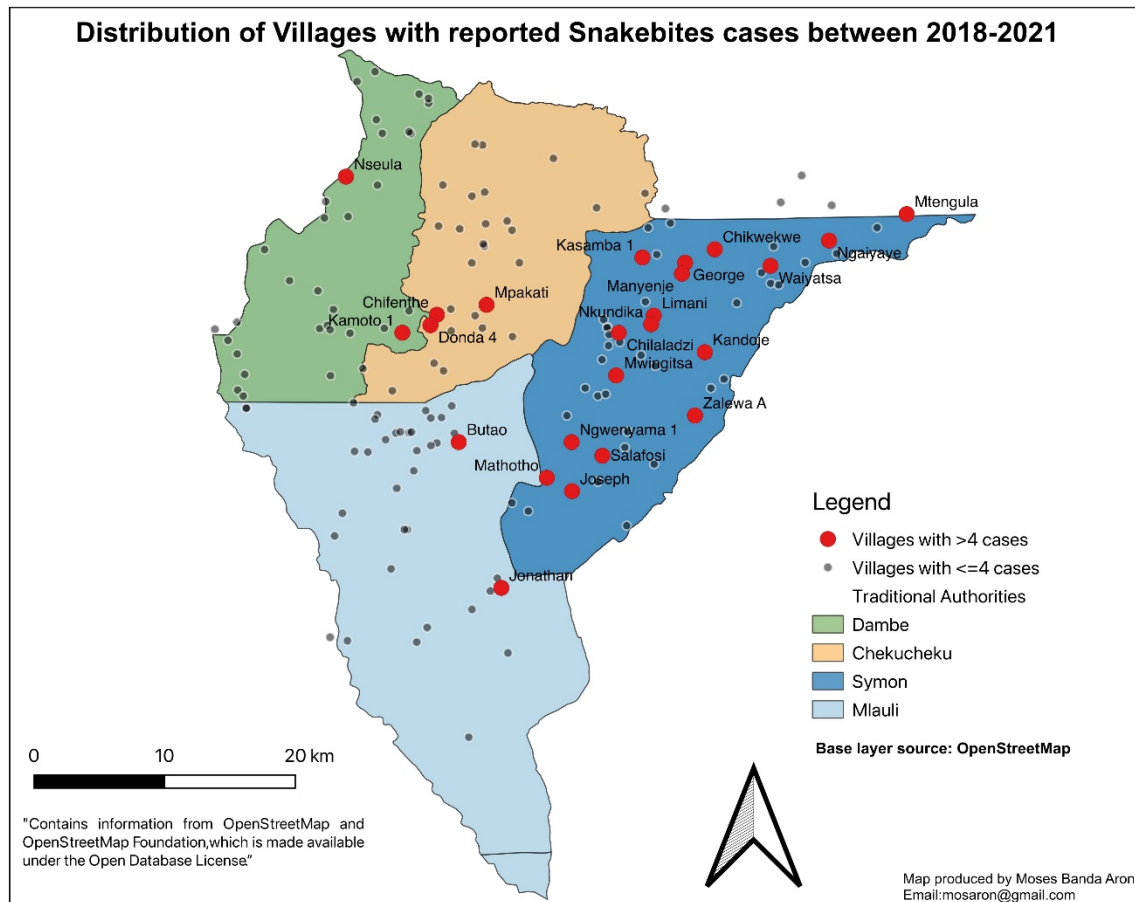 Distribution of Villages with reported Snakebites cases between 2018-2021
Nseula
Mtengula
Chikwekwe
Kasamba 1
Ngaiyaye
George
Waiyatsa
Manyenje
Mpakati
Chifenthe
Limani
Nkundika
Kamoto 1
Donda 4
Chilaladzi
Kandoje
Mwingitsa
Zalewa A
Butao
Ngwenyama 1
Salafosi
Mathotho
Joseph
Jonathan
Legend
Villages with >4 cases
Villages with <=4 cases
Traditional Authorities
Dambe
Chekucheku
Symon
Mlauli
Base layer source: OpenStreetMap
0 10 20 km
"Contains information from OpenStreetMap and
OpenStreetMap Foundation,which is made available
under the Open Database License."
Map produced by Moses Banda Aron
Email:mosaron@gmail.com